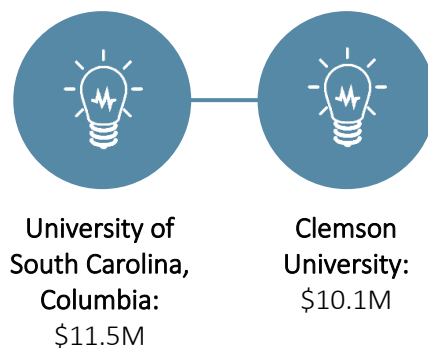 University of
South Carolina,
Columbia:
$11.5M
Clemson
University:
$10.1M